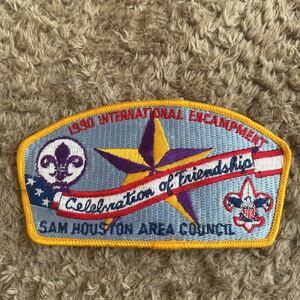 1990 INTERNATIONAL ENCAMPMENT
Celebration of Friendship
SAM HOUSTON AREA COUNCIL